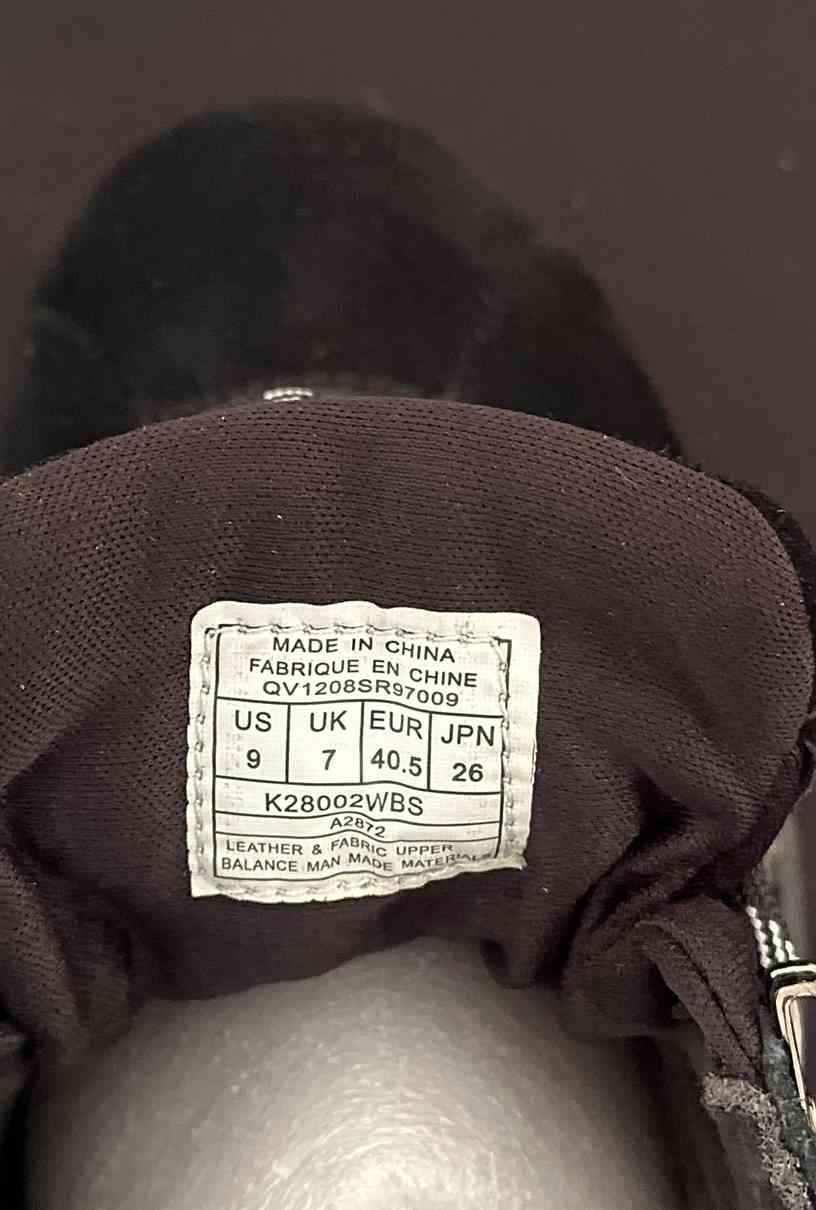 MADE IN CHINA
FABRIQUE EN CHINE
QV1208SR97009
US UK EUR JPN
9 7 40.5 26
K28002WBS
A2872
LEATHER & FABRIC UPPER
BALANCE MAN MADE MATERIALS